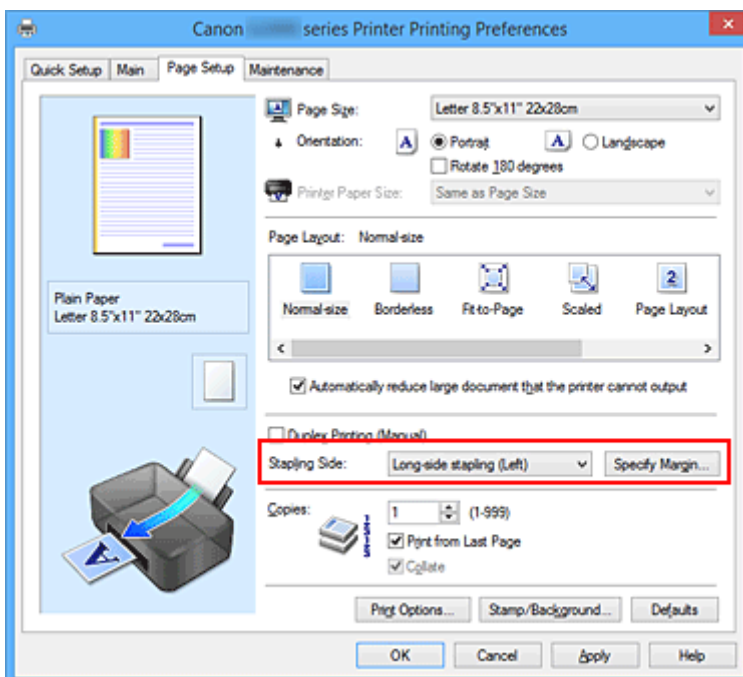 Canon series Printer Printing Preferences
Quick Setup Main Page Setup Maintenance
Page Size: Letter 8.5"x11" 22x28cm
Orientation: A Portrait A Landscape
Rotate 180 degrees
Printer Paper Size: Same as Page Size
Page Layout: Normal-size
2
Normal-size Borderless Fit-to-Page Scaled Page Layout
Plain Paper
Letter 8.5"x11" 22x28cm
Automatically reduce large document that the printer cannot output
Duplex Printing (Manual)
Stapling Side: Long-side stapling (Left) Specify Margin...
Copies: 1 (1-999)
Print from Last Page
Collate
A
Print Options... Stamp/Background... Defaults
OK Cancel Apply Help